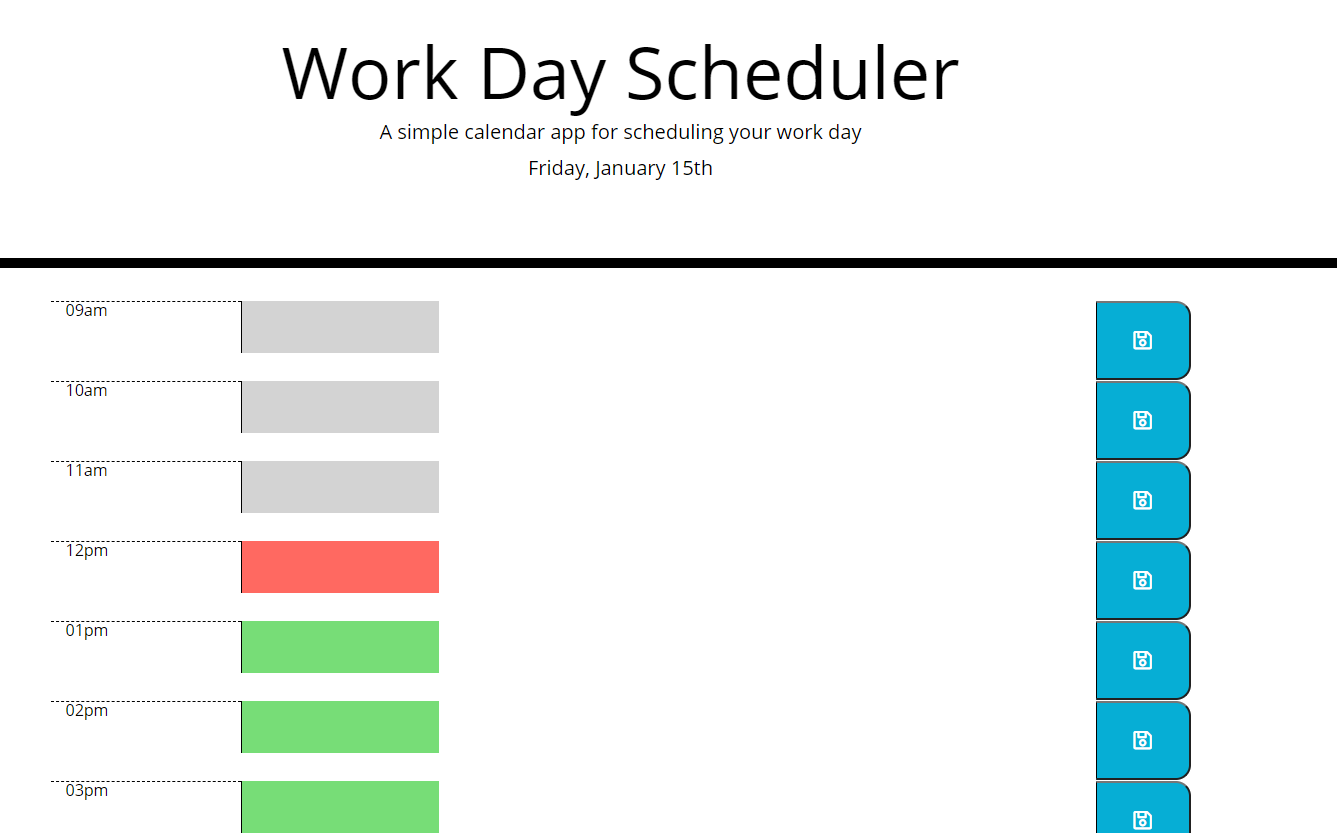 Work Day Scheduler
A simple calendar app for scheduling your work day
Friday, January 15th
09am
10am
11am
12pm
01pm
02pm
03pm